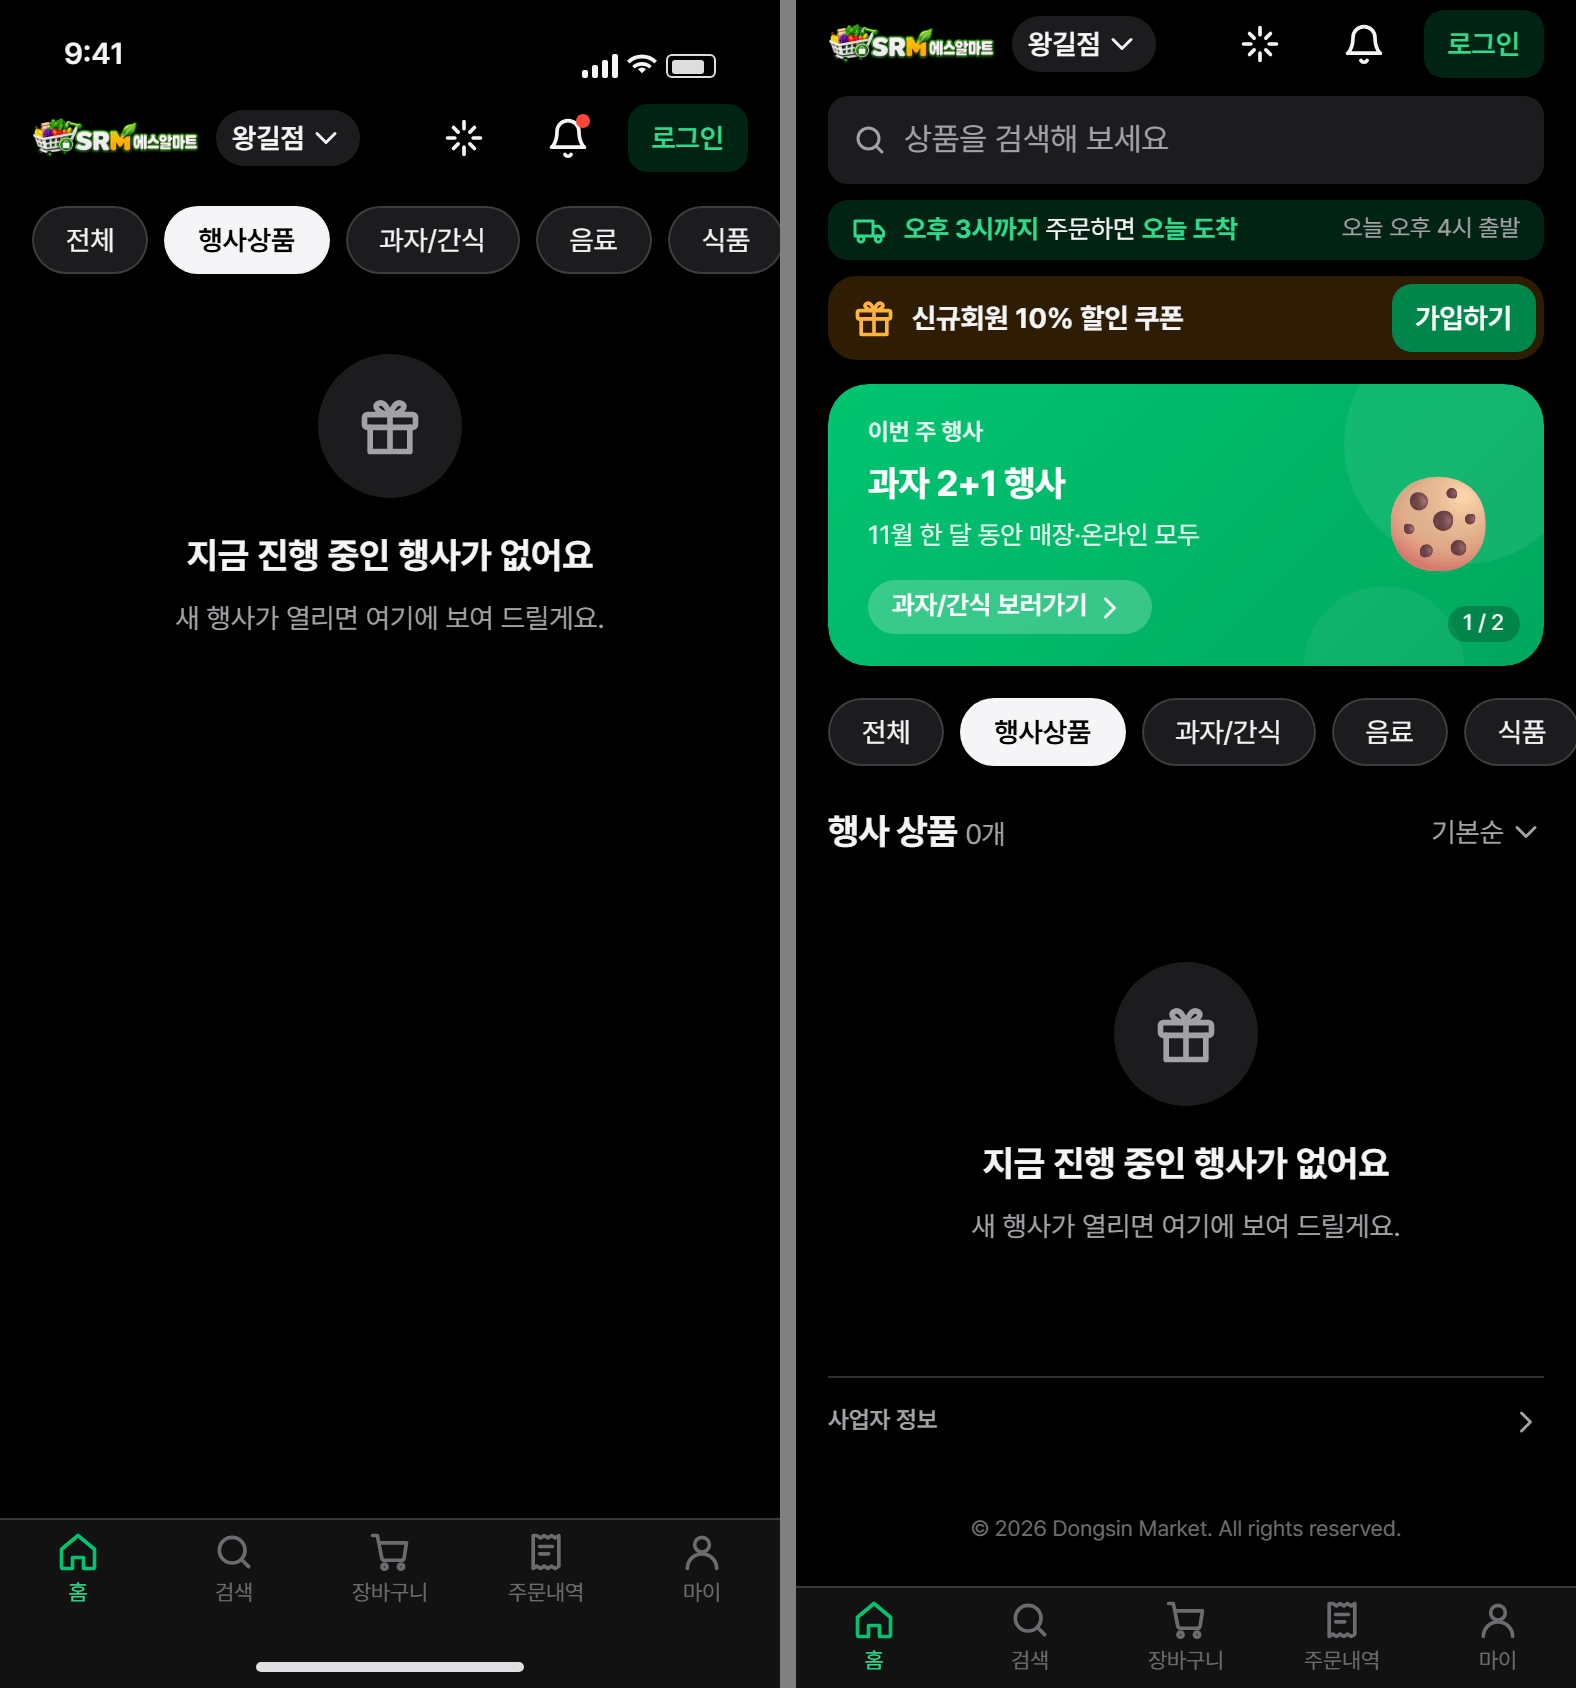 9:41
SRM 에스알마트
왕길점
로그인
전체
행사상품
과자/간식
음료
식품
지금 진행 중인 행사가 없어요
새 행사가 열리면 여기에 보여 드릴게요.
홈
검색
장바구니
주문내역
마이
SRM 에스알마트
왕길점
로그인
상품을 검색해 보세요
오후 3시까지 주문하면 오늘 도착
오늘 오후 4시 출발
신규회원 10% 할인 쿠폰
가입하기
이번 주 행사
과자 2+1 행사
11월 한 달 동안 매장·온라인 모두
과자/간식 보러가기
1 / 2
전체
행사상품
과자/간식
음료
식품
행사 상품 0개
기본순
지금 진행 중인 행사가 없어요
새 행사가 열리면 여기에 보여 드릴게요.
사업자 정보
© 2026 Dongsin Market. All rights reserved.
홈
검색
장바구니
주문내역
마이